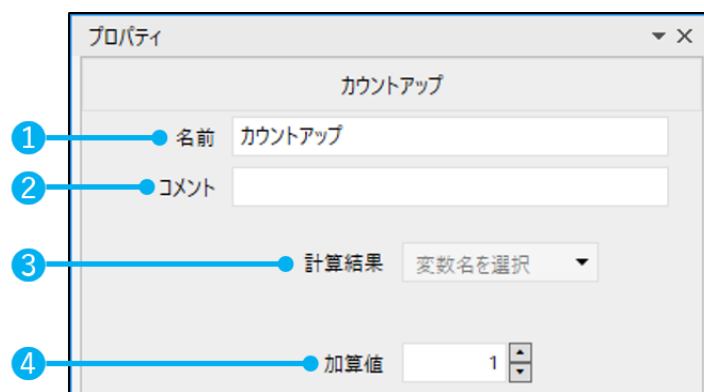 プロパティ
カウントアップ
1 名前 カウントアップ
2 コメント
3 計算結果 変数名を選択
4 加算値 1